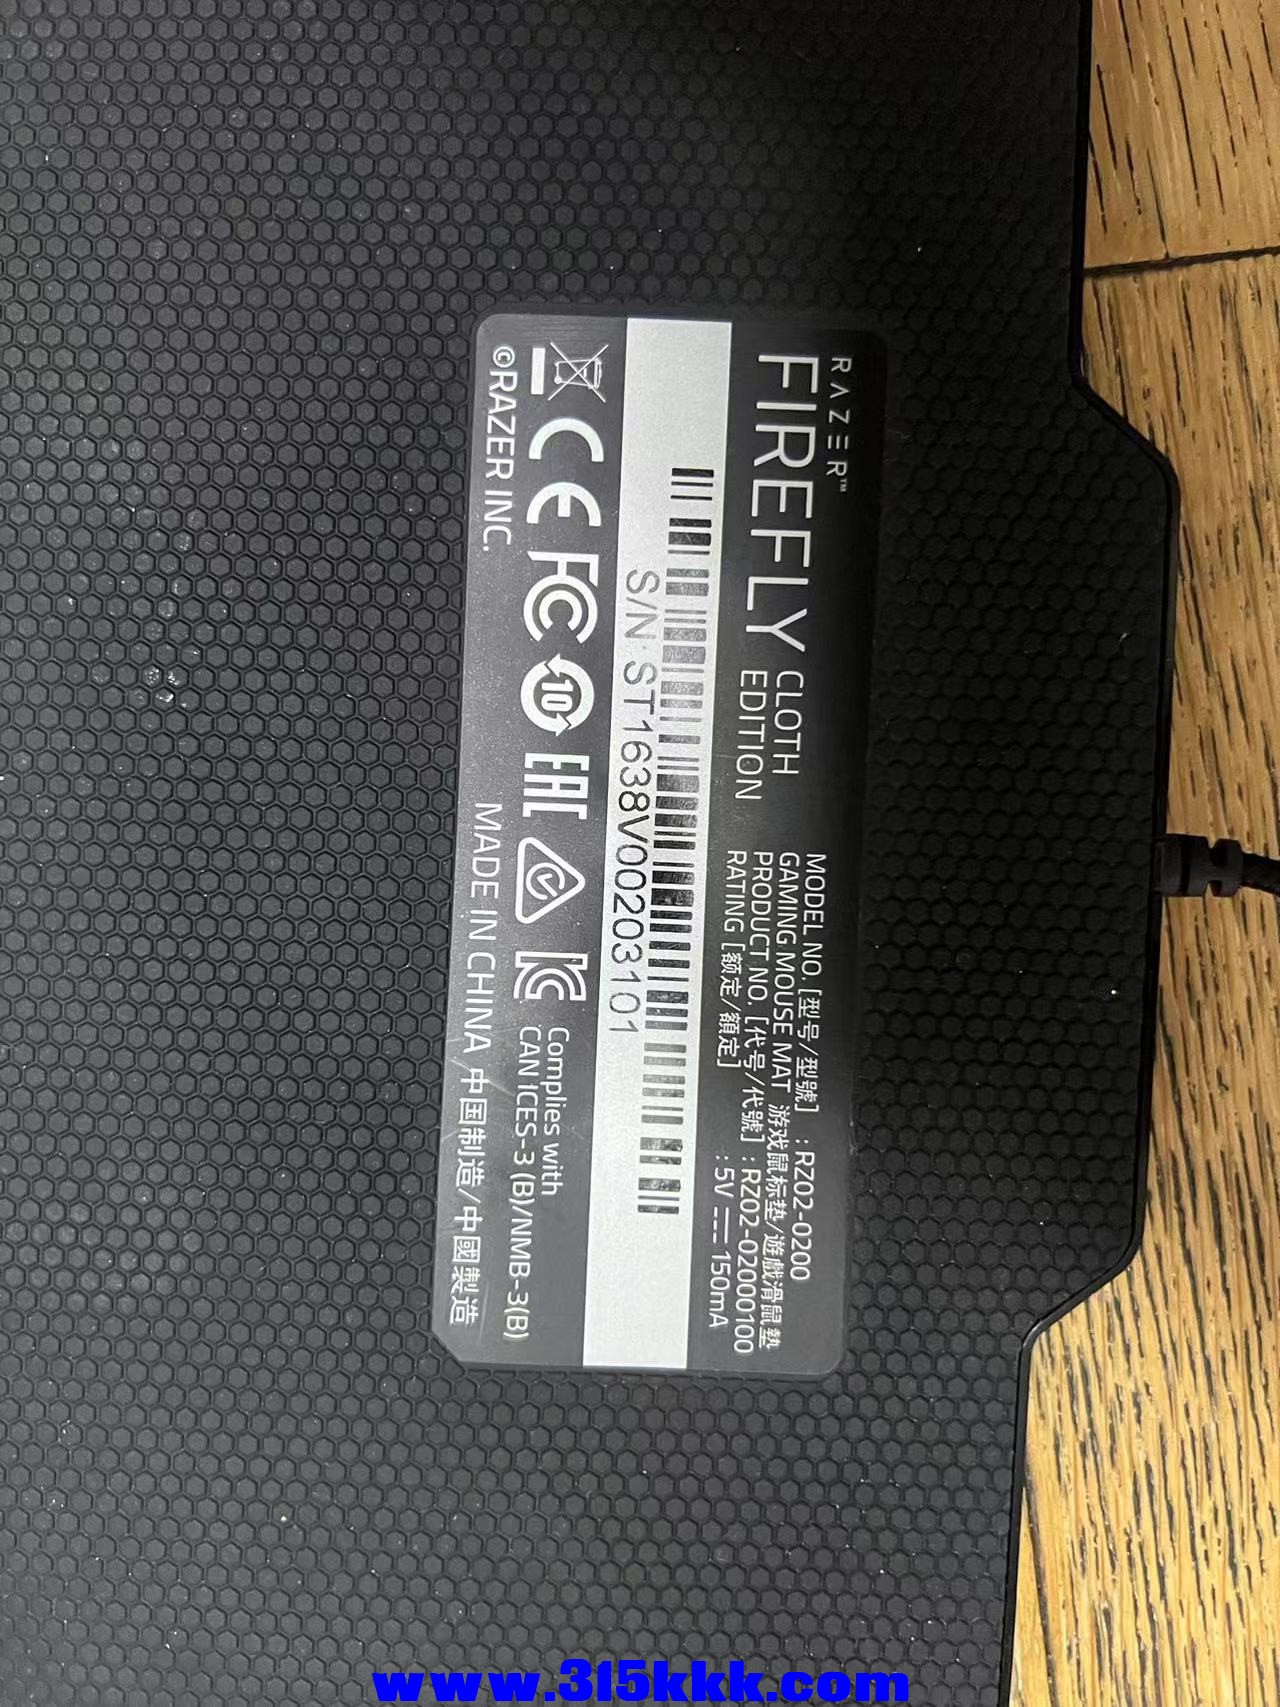 RAZER™
FIREFLY CLOTH EDITION
MODEL NO.[型号/型號] : RZ02-0200
GAMING MOUSE MAT 游戏鼠标垫/遊戲滑鼠墊
PRODUCT NO. [代号/代號] : RZ02-02000100
RATING [额定/額定] : 5V ⎓ 150mA
S/N:ST1638V00203101
CE FC 10 EAC KC
Complies with
CAN ICES-3 (B)/NMB-3(B)
©RAZER INC.
MADE IN CHINA 中国制造/中國製造
www.315kkk.com